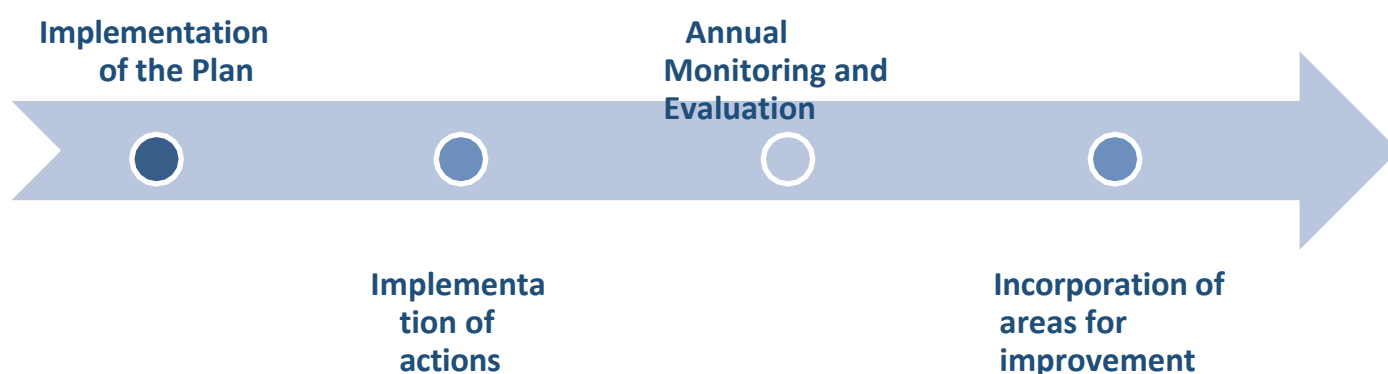 Implementation
of the Plan
Implementa
tion of
actions
Annual
Monitoring and
Evaluation
Incorporation of
areas for
improvement